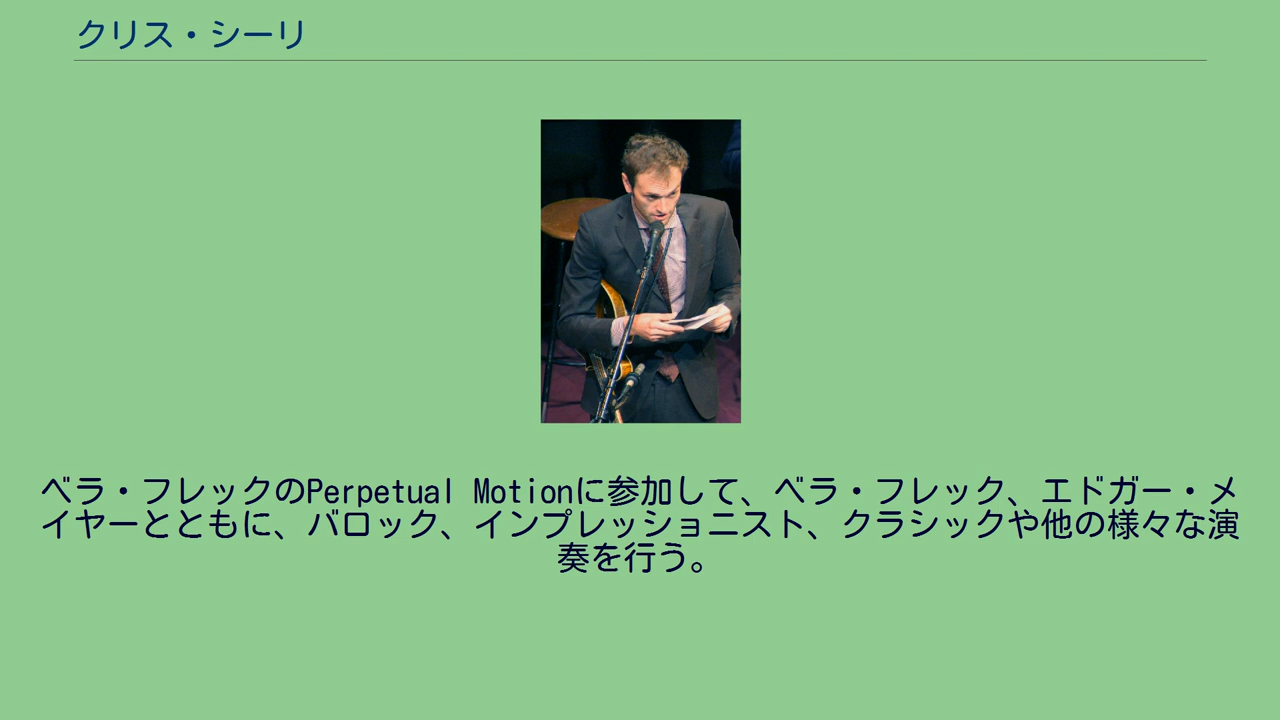 クリス・シーリ
ベラ・フレックのPerpetual Motionに参加して、ベラ・フレック、エドガー・メ
イヤーとともに、バロック、インプレッショニスト、クラシックや他の様々な演
奏を行う。